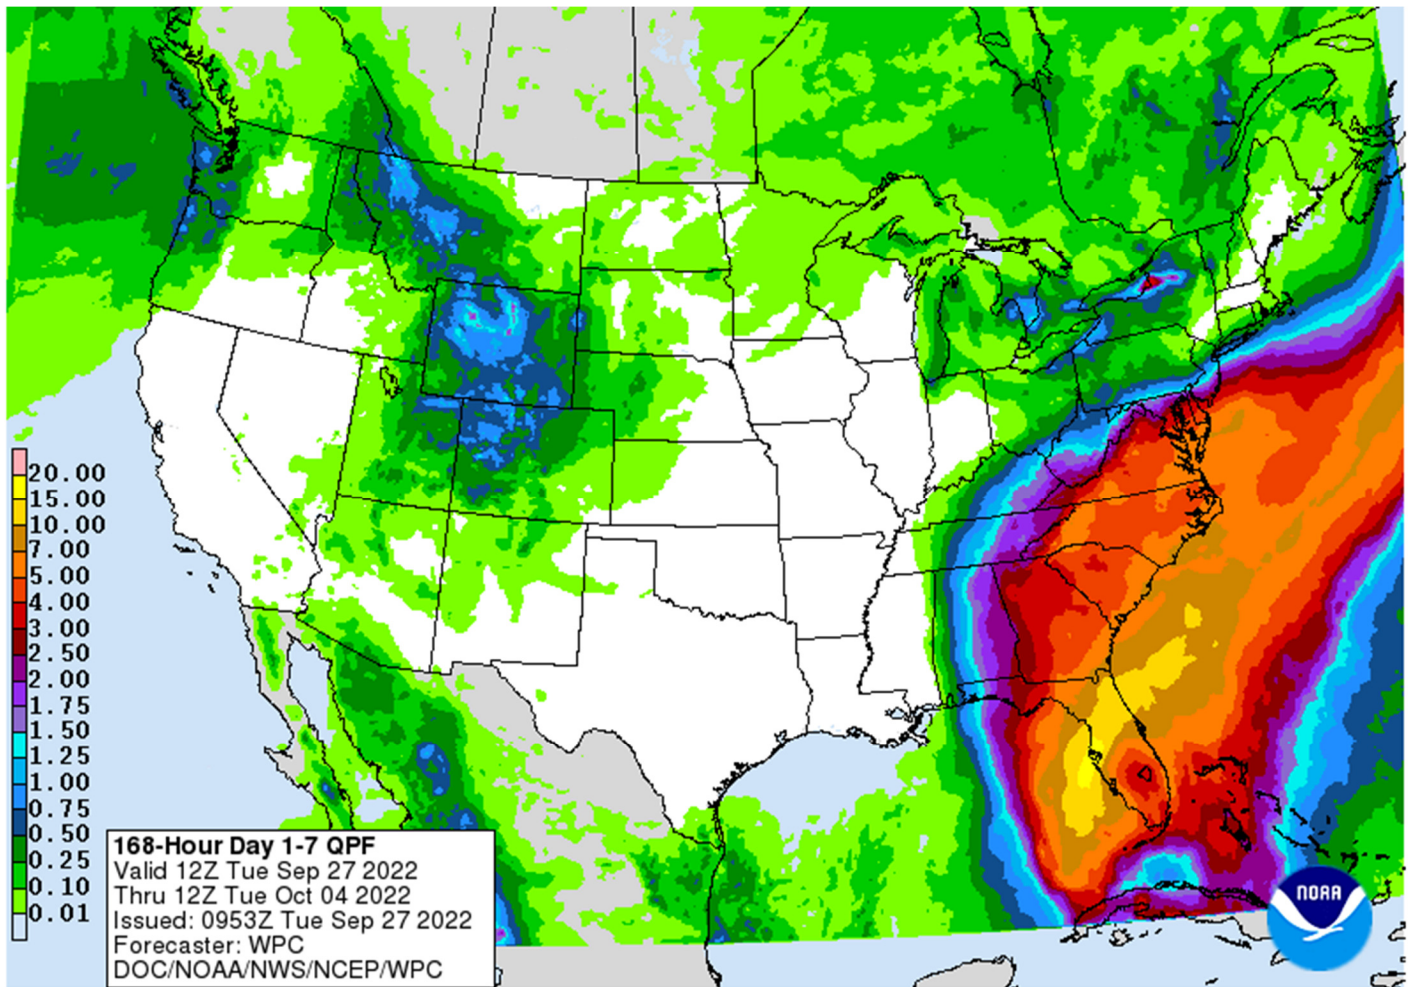 20.00
15.00
10.00
7.00
5.00
4.00
3.00
2.50
2.00
1.75
1.50
1.25
1.00
0.75
0.50
0.25
0.10
0.01
168-Hour Day 1-7 QPF
Valid 12Z Tue Sep 27 2022
Thru 12Z Tue Oct 04 2022
Issued: 0953Z Tue Sep 27 2022
Forecaster: WPC
DOC/NOAA/NWS/NCEP/WPC
NOAA